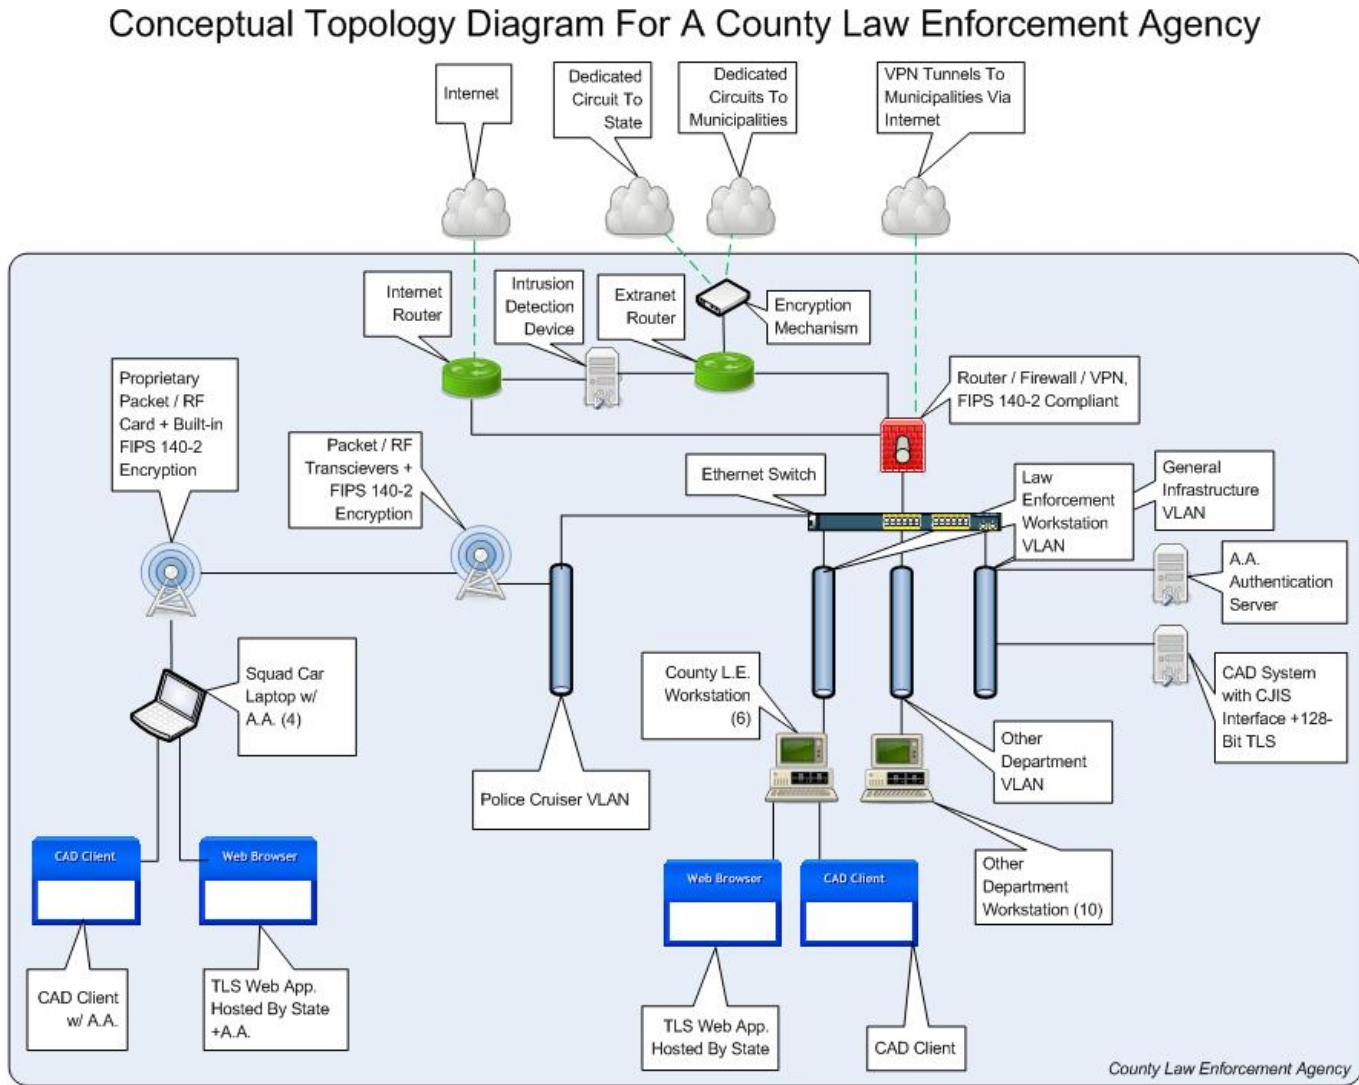 Conceptual Topology Diagram For A County Law Enforcement Agency
Internet
Dedicated
Circuit To
State
Dedicated
Circuits To
Municipalities
VPN Tunnels To
Municipalities Via
Internet
Internet
Router
Intrusion
Detection
Device
Extranet
Router
Encryption
Mechanism
Proprietary
Packet / RF
Card + Built-in
FIPS 140-2
Encryption
Packet / RF
Transcievers +
FIPS 140-2
Encryption
Router / Firewall / VPN,
FIPS 140-2 Compliant
Ethernet Switch
Law
Enforcement
Workstation
VLAN
General
Infrastructure
VLAN
A.A.
Authentication
Server
Squad Car
Laptop w/
A.A. (4)
County L.E.
Workstation
(6)
CAD System
with CJIS
Interface +128-
Bit TLS
Police Cruiser VLAN
Other
Department
VLAN
CAD Client
Web Browser
Web Browser
CAD Client
Other
Department
Workstation (10)
CAD Client
w/ A.A.
TLS Web App.
Hosted By State
+A.A.
TLS Web App.
Hosted By State
CAD Client
County Law Enforcement Agency